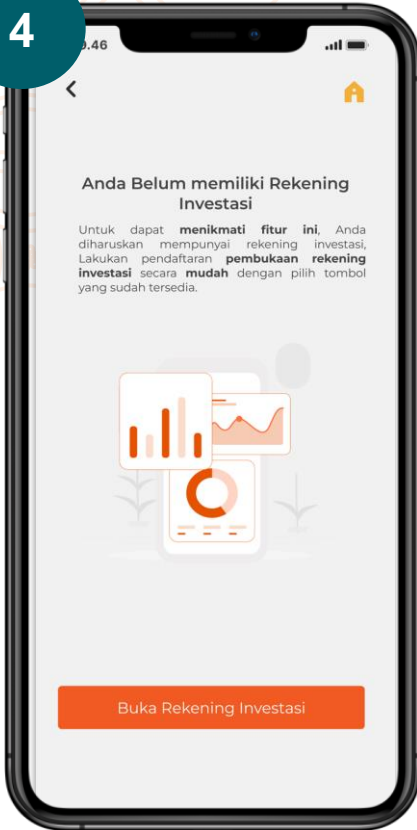 4
9.46
Anda Belum memiliki Rekening
Investasi
Untuk dapat menikmati fitur ini, Anda
diharuskan mempunyai rekening investasi,
Lakukan pendaftaran pembukaan rekening
investasi secara mudah dengan pilih tombol
yang sudah tersedia.
Buka Rekening Investasi